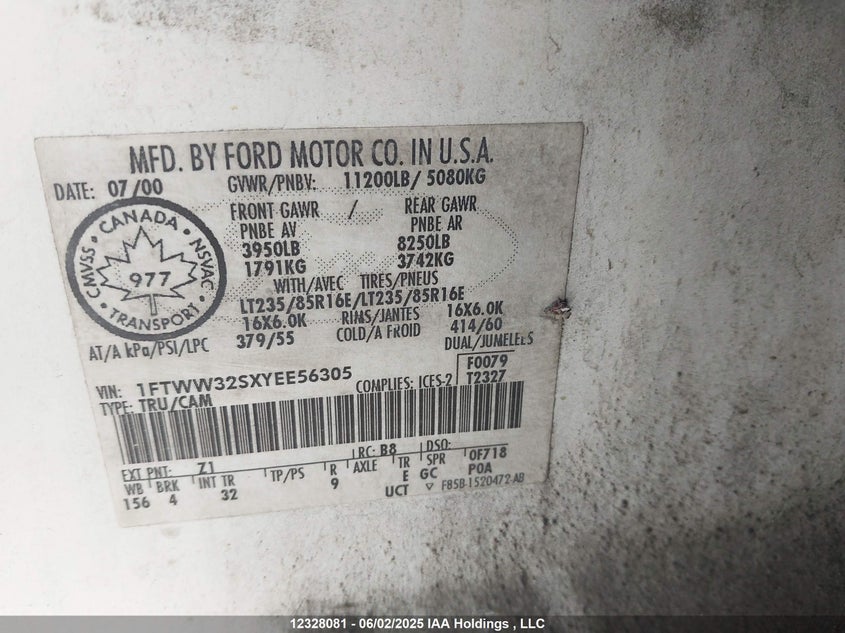 MFD. BY FORD MOTOR CO. IN U.S.A.
DATE: 07/00 GVWR/PNBV: 11200LB/ 5080KG
CMVSS · CANADA · NSVAC · TRANSPORT ·
977
FRONT GAWR / REAR GAWR
PNBE AV PNBE AR
3950LB 8250LB
1791KG 3742KG
WITH/AVEC TIRES/PNEUS
LT235/85R16E/LT235/85R16E
16X6.0K RIMS/JANTES 16X6.0K
AT/A kPa/PSI/LPC 379/55 COLD/A FROID 414/60
DUAL/JUMELEES
VIN: 1FTWW32SXYEE56305 COMPLIES: ICES-2 F0079
TYPE: TRU/CAM T2327
EXT PNT: Z1 RC: B8 DSO:
WB BRK INT TR TP/PS R AXLE TR SPR 0F718
156 4 32 9 E GC POA
UCT ▽ F85B-1520472-AB
12328081 - 06/02/2025 IAA Holdings , LLC